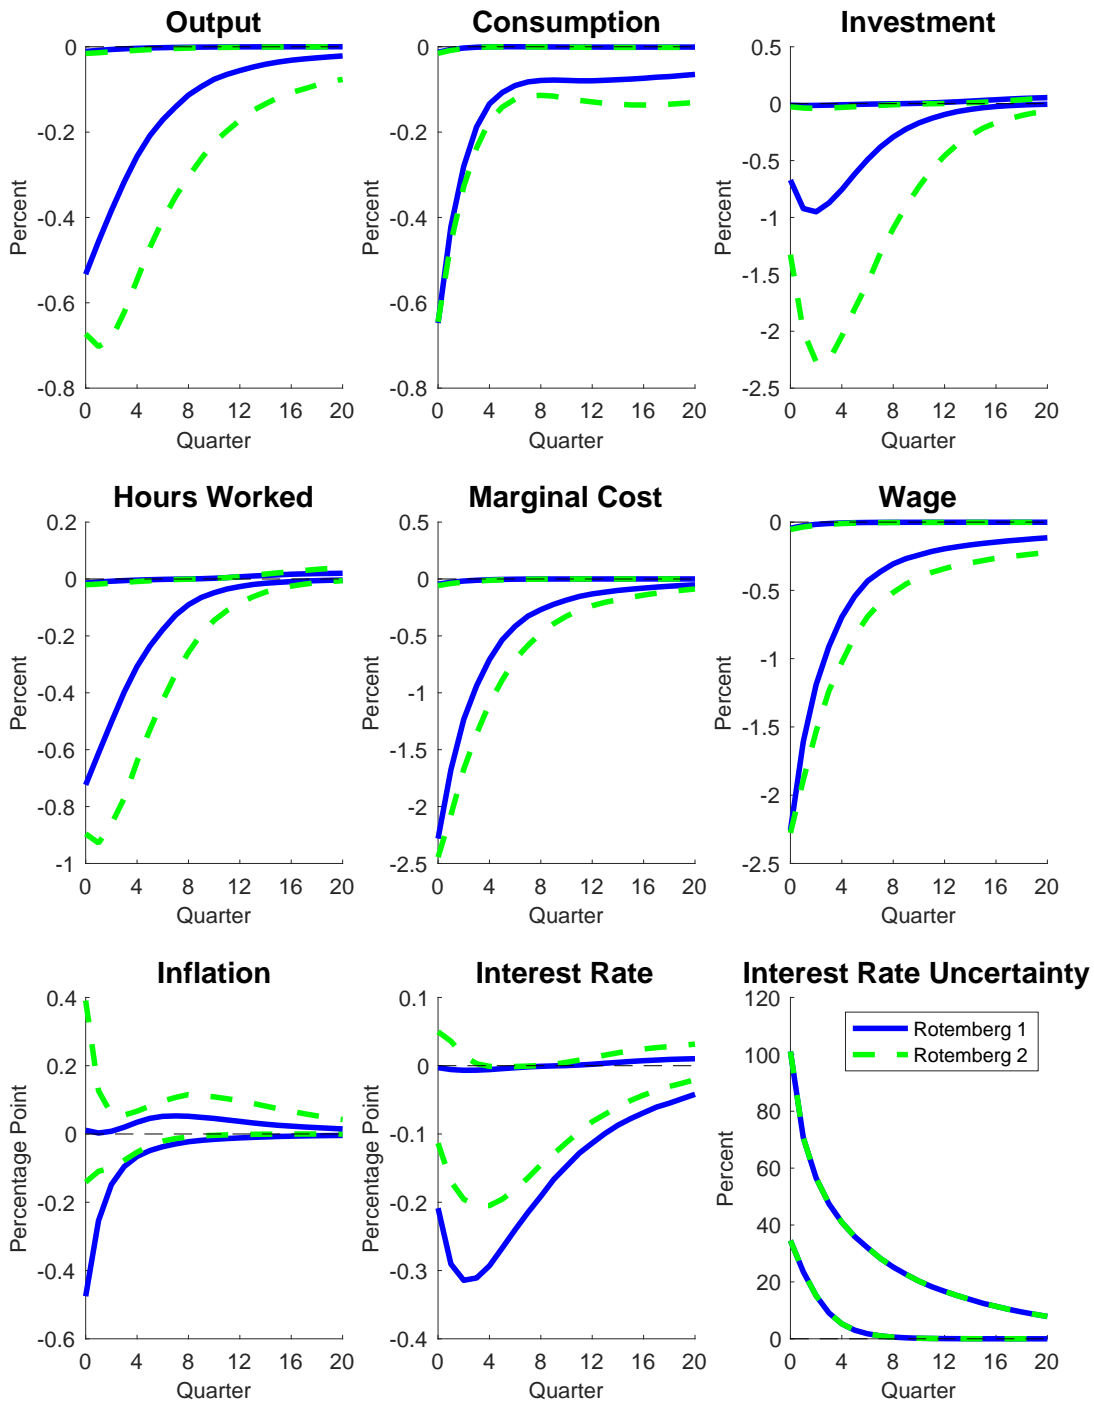 Output
Consumption
Investment
0
-0.2
-0.4
-0.6
-0.8
Percent
0 4 8 12 16 20
Quarter
0
-0.2
-0.4
-0.6
-0.8
Percent
0 4 8 12 16 20
Quarter
0.5
0
-0.5
-1
-1.5
-2
-2.5
Percent
0 4 8 12 16 20
Quarter
Hours Worked
Marginal Cost
Wage
0.2
0
-0.2
-0.4
-0.6
-0.8
-1
Percent
0 4 8 12 16 20
Quarter
0.5
0
-0.5
-1
-1.5
-2
-2.5
Percent
0 4 8 12 16 20
Quarter
0
-0.5
-1
-1.5
-2
-2.5
Percent
0 4 8 12 16 20
Quarter
Inflation
Interest Rate
Interest Rate Uncertainty
0.4
0.2
0
-0.2
-0.4
-0.6
Percentage Point
0 4 8 12 16 20
Quarter
0.1
0
-0.1
-0.2
-0.3
-0.4
Percentage Point
0 4 8 12 16 20
Quarter
120
100
80
60
40
20
0
Percent
Rotemberg 1
Rotemberg 2
0 4 8 12 16 20
Quarter